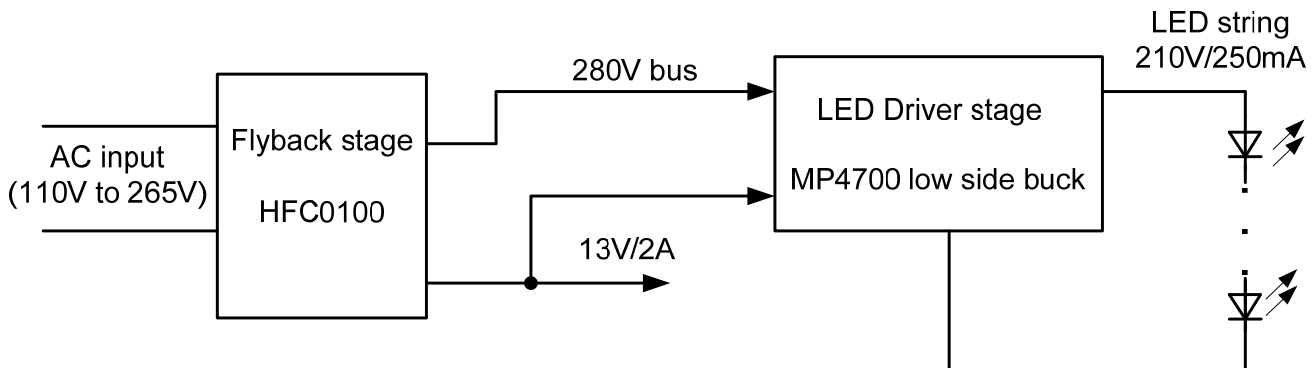 LED string
210V/250mA
280V bus
LED Driver stage
MP4700 low side buck
Flyback stage
HFC0100
AC input
(110V to 265V)
13V/2A